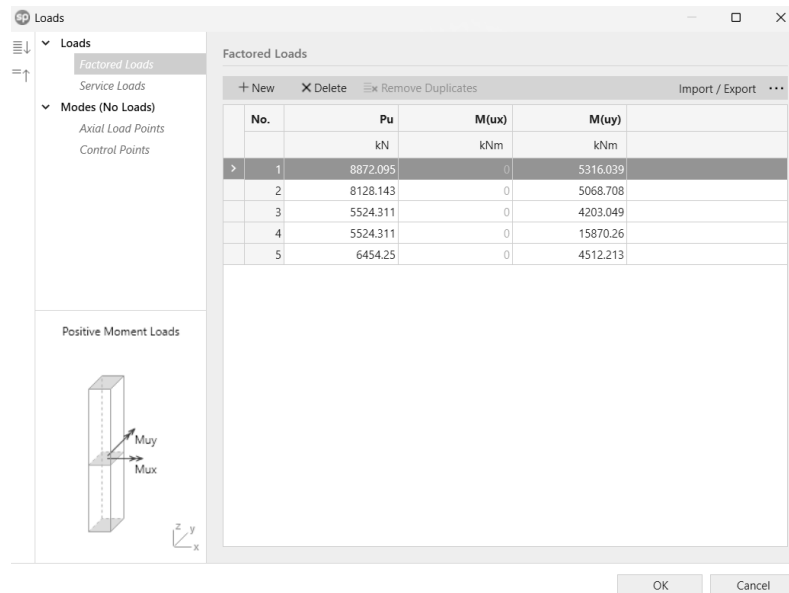 sp Loads
Loads
Factored Loads
Service Loads
Modes (No Loads)
Axial Load Points
Control Points
Positive Moment Loads
Muy
Mux
z y
x
Factored Loads
New Delete Remove Duplicates Import / Export ...
No. Pu M(ux) M(uy)
kN kNm kNm
1 8872.095 0 5316.039
2 8128.143 0 5068.708
3 5524.311 0 4203.049
4 5524.311 0 15870.26
5 6454.25 0 4512.213
OK Cancel